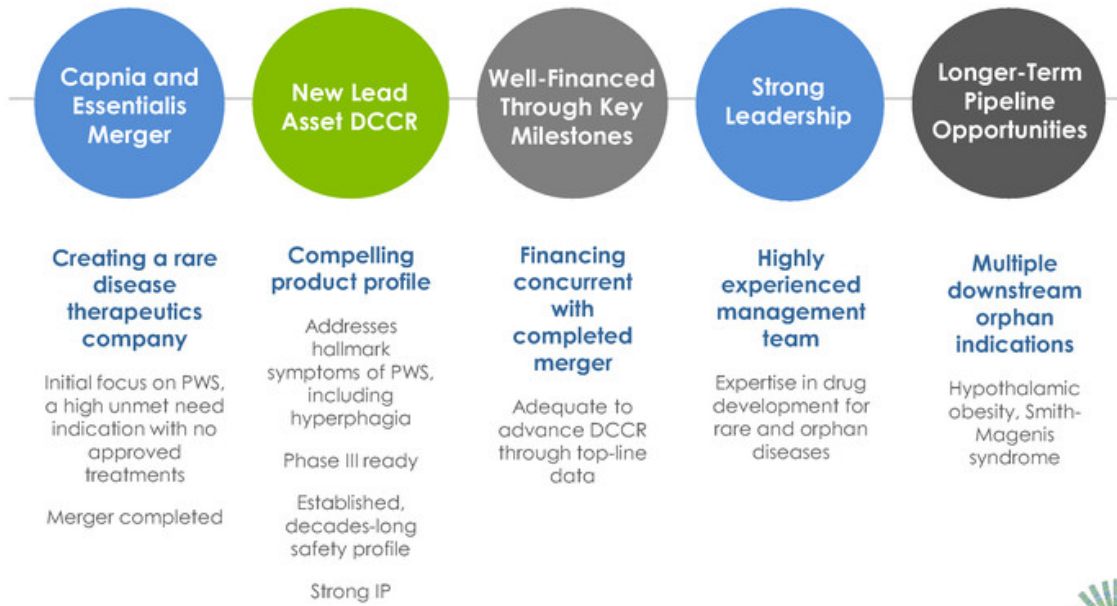 Capnia and
Essentialis
Merger
New Lead
Asset DCCR
Well-Financed
Through Key
Milestones
Strong
Leadership
Longer-Term
Pipeline
Opportunities
Creating a rare
disease
therapeutics
company
Initial focus on PWS,
a high unmet need
indication with no
approved
treatments
Merger completed
Compelling
product profile
Addresses
hallmark
symptoms of PWS,
including
hyperphagia
Phase III ready
Established,
decades-long
safety profile
Strong IP
Financing
concurrent
with
completed
merger
Adequate to
advance DCCR
through top-line
data
Highly
experienced
management
team
Expertise in drug
development for
rare and orphan
diseases
Multiple
downstream
orphan
indications
Hypothalamic
obesity, Smith-
Magenis
syndrome